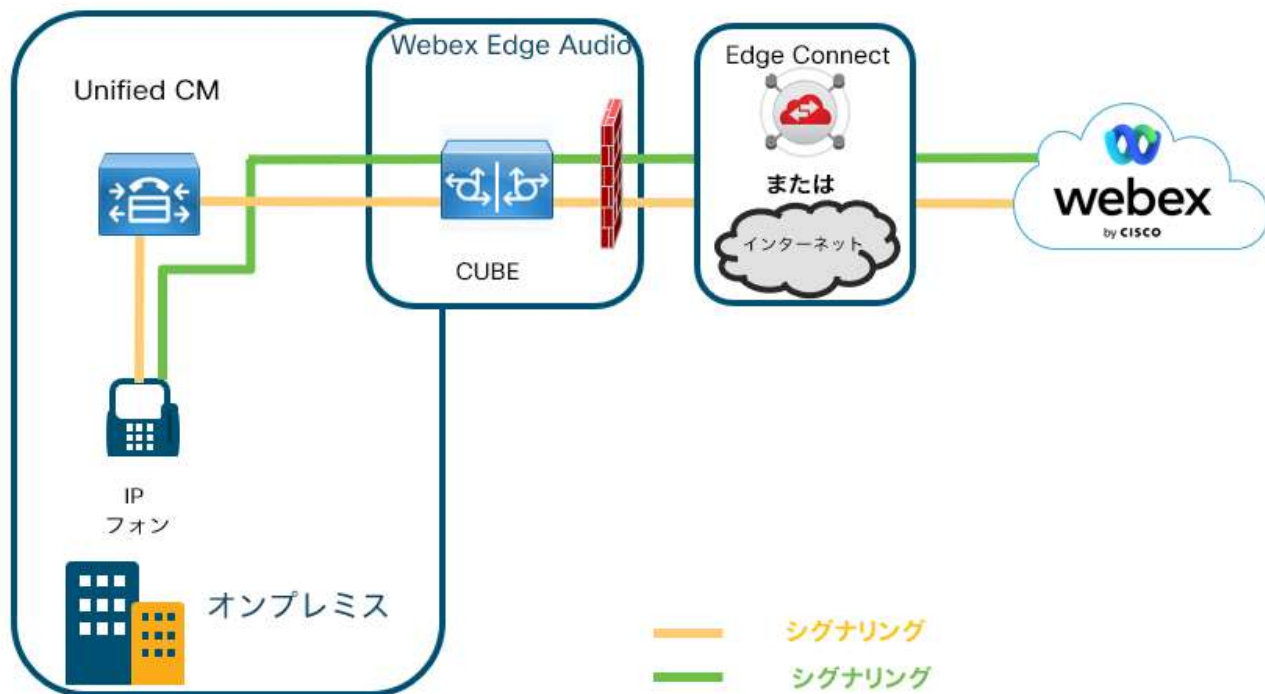 Webex Edge Audio
Edge Connect
Unified CM
または
webex
by CISCO
インターネット
CUBE
IP
フォン
オンプレミス
シグナリング
シグナリング